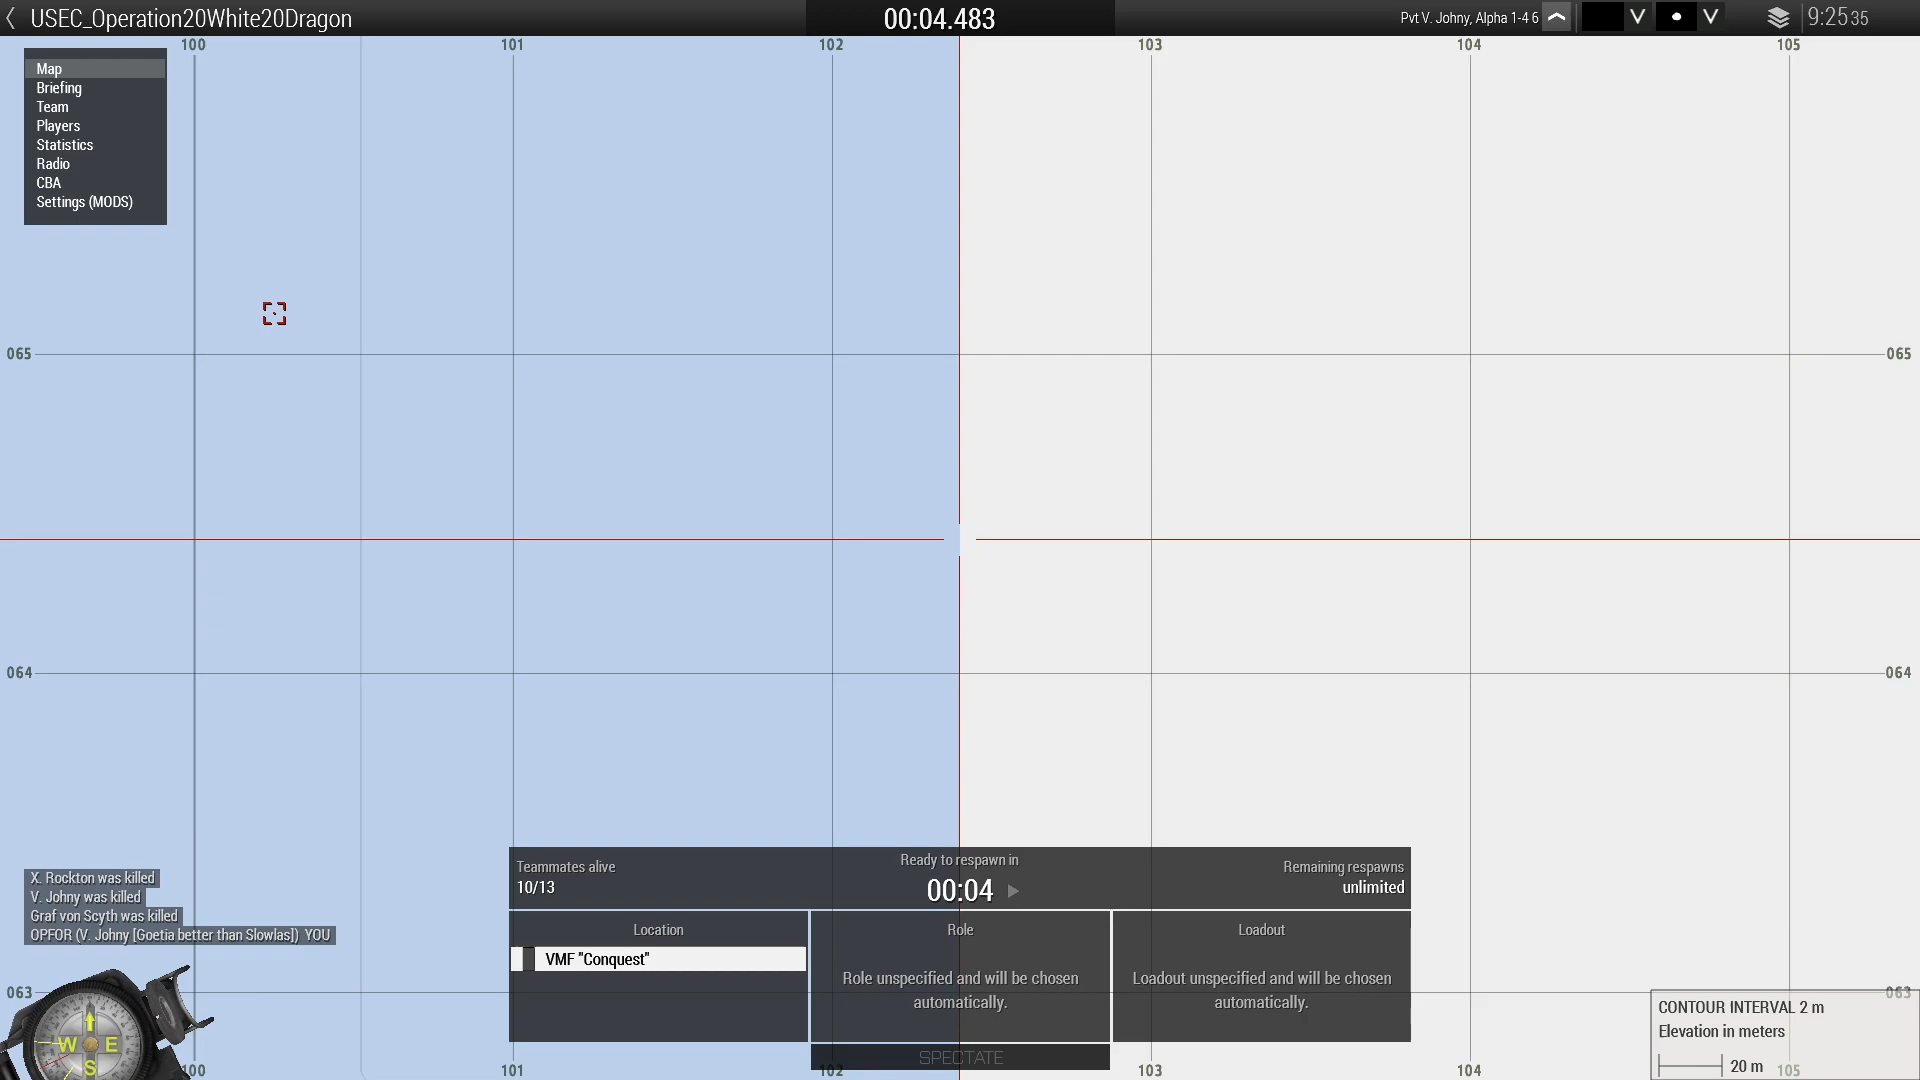 USEC_Operation20White20Dragon
00:04.483
Pvt V. Johny, Alpha 1-4 6
9:25 35
100 101 102 103 104 105
Map
Briefing
Team
Players
Statistics
Radio
CBA
Settings (MODS)
065 065
064 064
X. Rockton was killed
V. Johny was killed
Graf von Scyth was killed
OPFOR (V. Johny [Goetia better than Slowlas]) YOU
Teammates alive
10/13
Ready to respawn in
00:04
Remaining respawns
unlimited
Location
VMF "Conquest"
Role
Role unspecified and will be chosen
automatically.
Loadout
Loadout unspecified and will be chosen
automatically.
SPECTATE
063 063
W E
S
CONTOUR INTERVAL 2 m
Elevation in meters
20 m
100 101 102 103 104 105